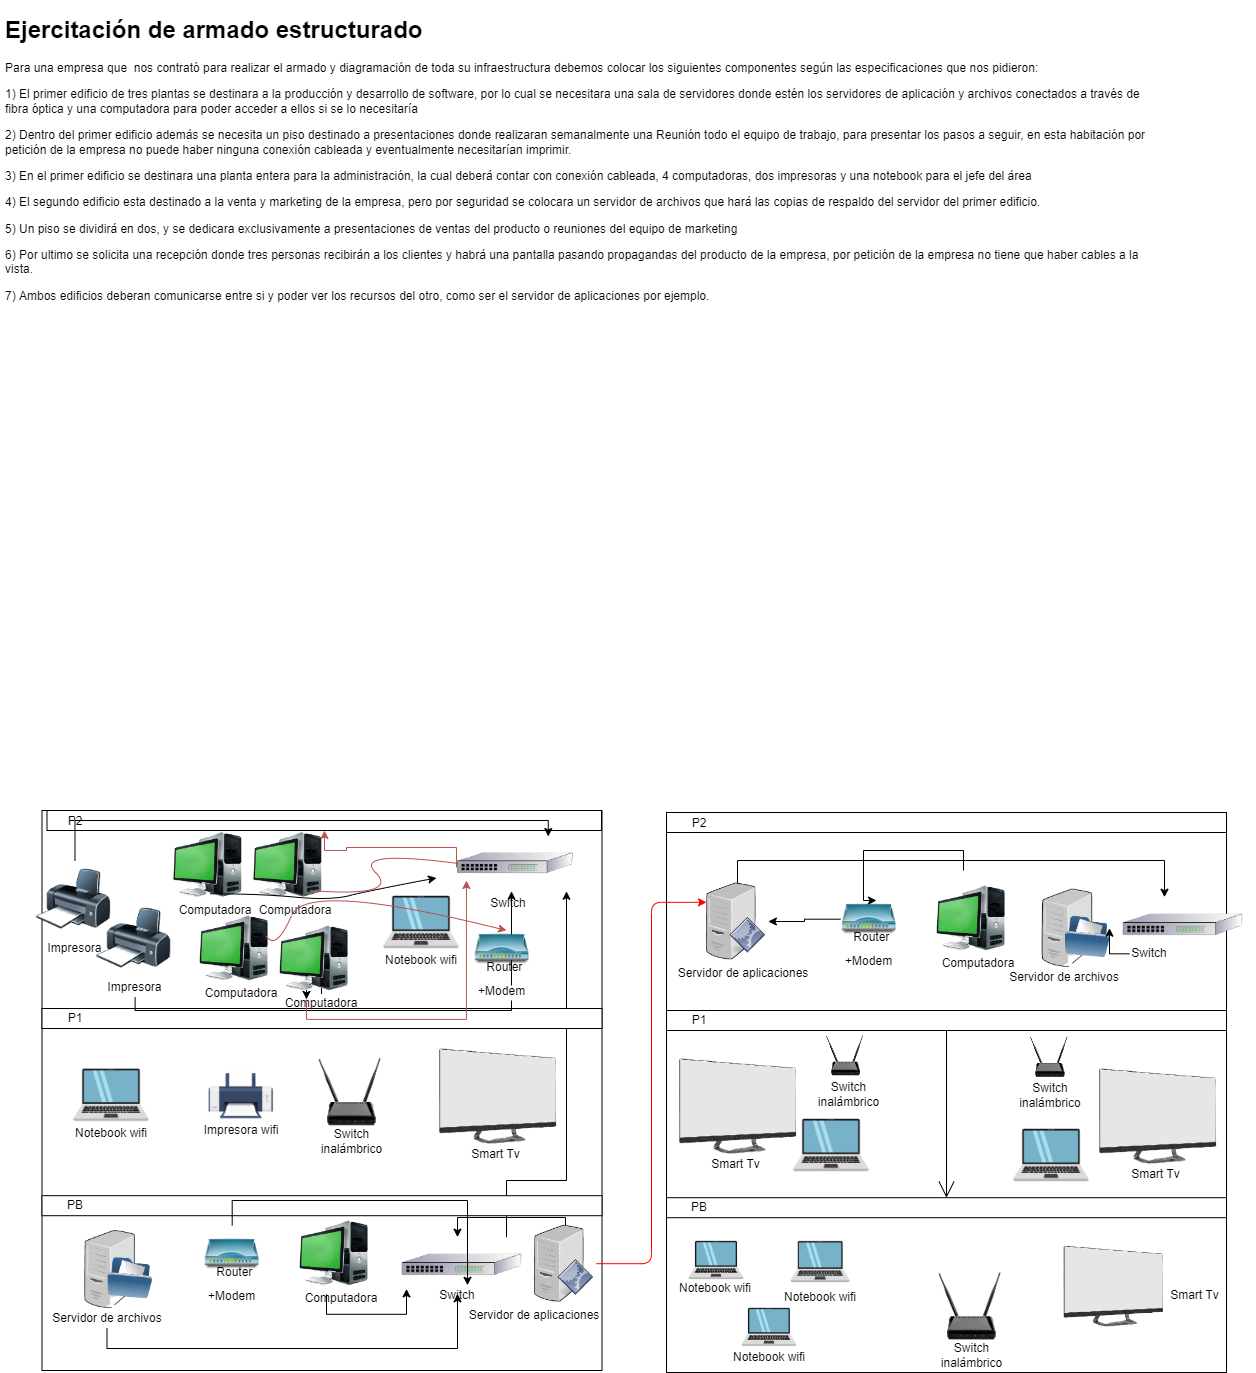 Ejercitación de armado estructurado
Para una empresa que  nos contrató para realizar el armado y diagramación de toda su infraestructura debemos colocar los siguientes componentes según las especificaciones que nos pidieron:
1) El primer edificio de tres plantas se destinara a la producción y desarrollo de software, por lo cual se necesitara una sala de servidores donde estén los servidores de aplicación y archivos conectados a través de
fibra óptica y una computadora para poder acceder a ellos si se lo necesitaría
2) Dentro del primer edificio además se necesita un piso destinado a presentaciones donde realizaran semanalmente una Reunión todo el equipo de trabajo, para presentar los pasos a seguir, en esta habitación por
petición de la empresa no puede haber ninguna conexión cableada y eventualmente necesitarían imprimir.
3) En el primer edificio se destinara una planta entera para la administración, la cual deberá contar con conexión cableada, 4 computadoras, dos impresoras y una notebook para el jefe del área
4) El segundo edificio esta destinado a la venta y marketing de la empresa, pero por seguridad se colocara un servidor de archivos que hará las copias de respaldo del servidor del primer edificio.
5) Un piso se dividirá en dos, y se dedicara exclusivamente a presentaciones de ventas del producto o reuniones del equipo de marketing
6) Por ultimo se solicita una recepción donde tres personas recibirán a los clientes y habrá una pantalla pasando propagandas del producto de la empresa, por petición de la empresa no tiene que haber cables a la
vista.
7) Ambos edificios deberan comunicarse entre si y poder ver los recursos del otro, como ser el servidor de aplicaciones por ejemplo.
P2
Computadora
Computadora
Switch
Impresora
Notebook wifi
Router
+Modem
Impresora
Computadora
Computadora
P1
Notebook wifi
Impresora wifi
Switch
inalámbrico
Smart Tv
PB
Router
+Modem
Computadora
Switch
Servidor de archivos
Servidor de aplicaciones
P2
Servidor de aplicaciones
Router
+Modem
Computadora
Servidor de archivos
Switch
P1
Switch
inalámbrico
Smart Tv
Switch
inalámbrico
Smart Tv
PB
Notebook wifi
Notebook wifi
Notebook wifi
Switch
inalámbrico
Smart Tv